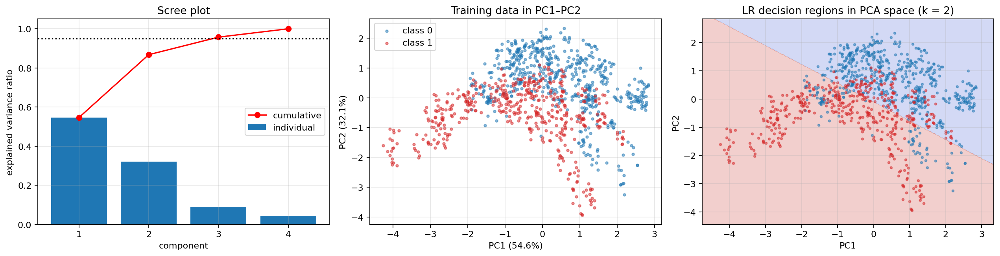 Scree plot
explained variance ratio
1.0
0.8
0.6
0.4
0.2
0.0
cumulative
individual
1 2 3 4
component
Training data in PC1–PC2
class 0
class 1
PC2 (32.1%)
2
1
0
−1
−2
−3
−4
−4 −3 −2 −1 0 1 2 3
PC1 (54.6%)
LR decision regions in PCA space (k = 2)
PC2
2
1
0
−1
−2
−3
−4
−4 −3 −2 −1 0 1 2 3
PC1